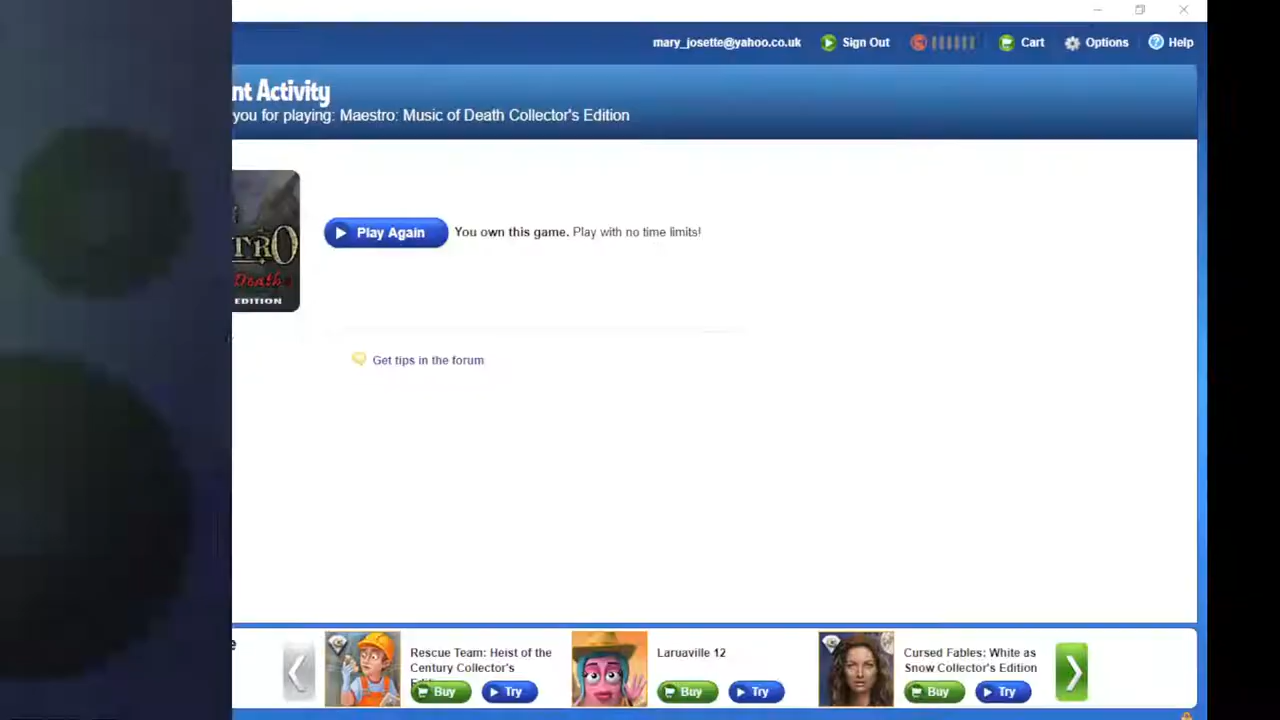 mary_josette@yahoo.co.uk Sign Out Cart Options Help
nt Activity
you for playing: Maestro: Music of Death Collector's Edition
TRO
Death
EDITION
Play Again You own this game. Play with no time limits!
Get tips in the forum
e
Rescue Team: Heist of the
Century Collector's
Buy Try
Laruaville 12
Buy Try
Cursed Fables: White as
Snow Collector's Edition
Buy Try